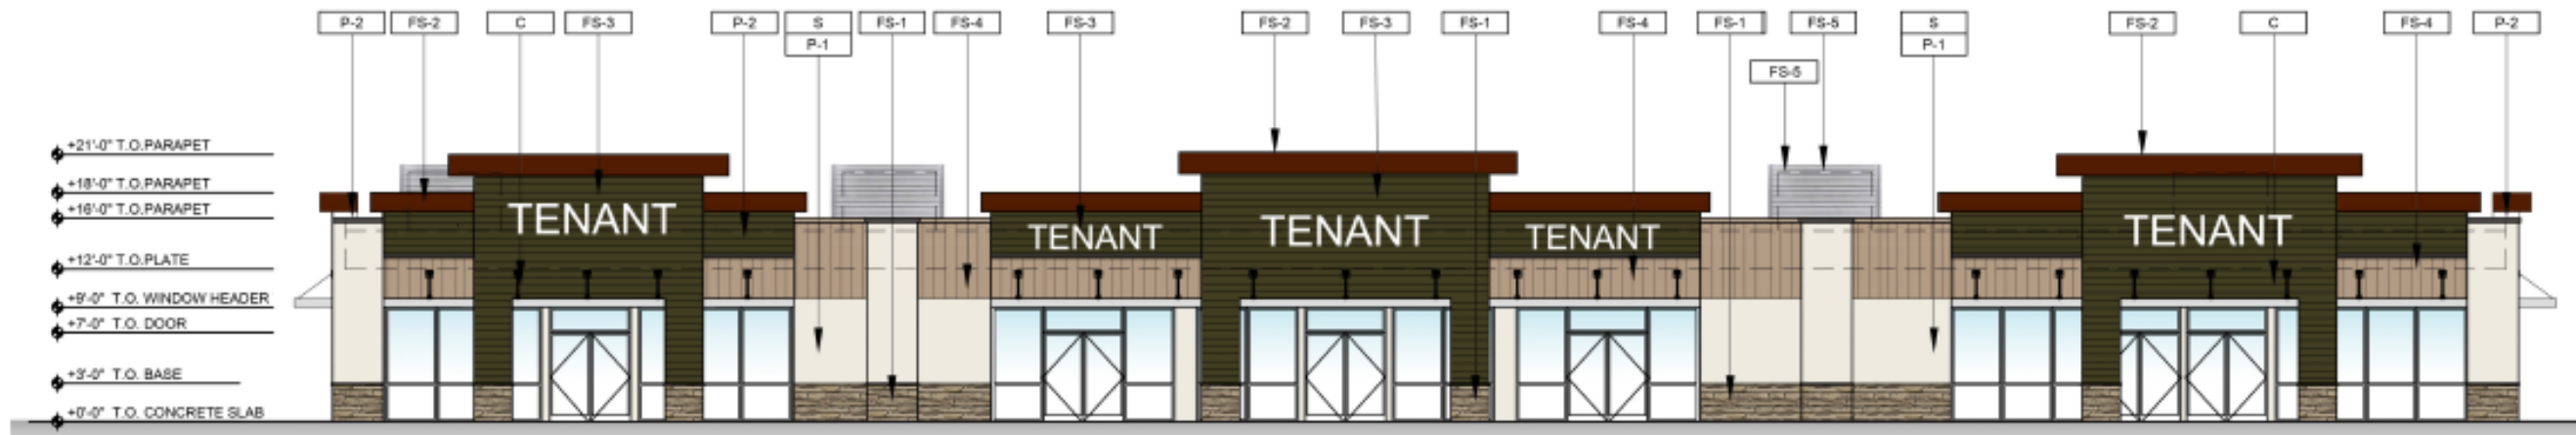 P-2 FS-2 C FS-3 P-2 S FS-1 FS-4 FS-3 FS-2 FS-3 FS-1 FS-4 FS-1 FS-5 S FS-2 C FS-4 P-2
P-1 P-1
FS-5
+21'-0" T.O.PARAPET
+18'-0" T.O.PARAPET
+16'-0" T.O.PARAPET
TENANT TENANT TENANT TENANT TENANT
+12'-0" T.O.PLATE
+9'-0" T.O. WINDOW HEADER
+7'-0" T.O. DOOR
+3'-0" T.O. BASE
+0'-0" T.O. CONCRETE SLAB